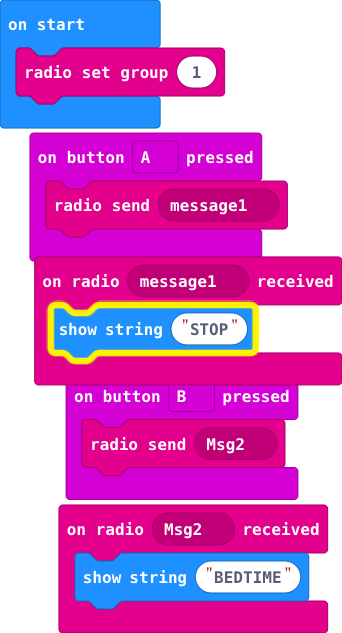 on start
radio set group 1
on button A pressed
radio send message1
on radio message1 received
show string "STOP"
on button B pressed
radio send Msg2
on radio Msg2 received
show string "BEDTIME"